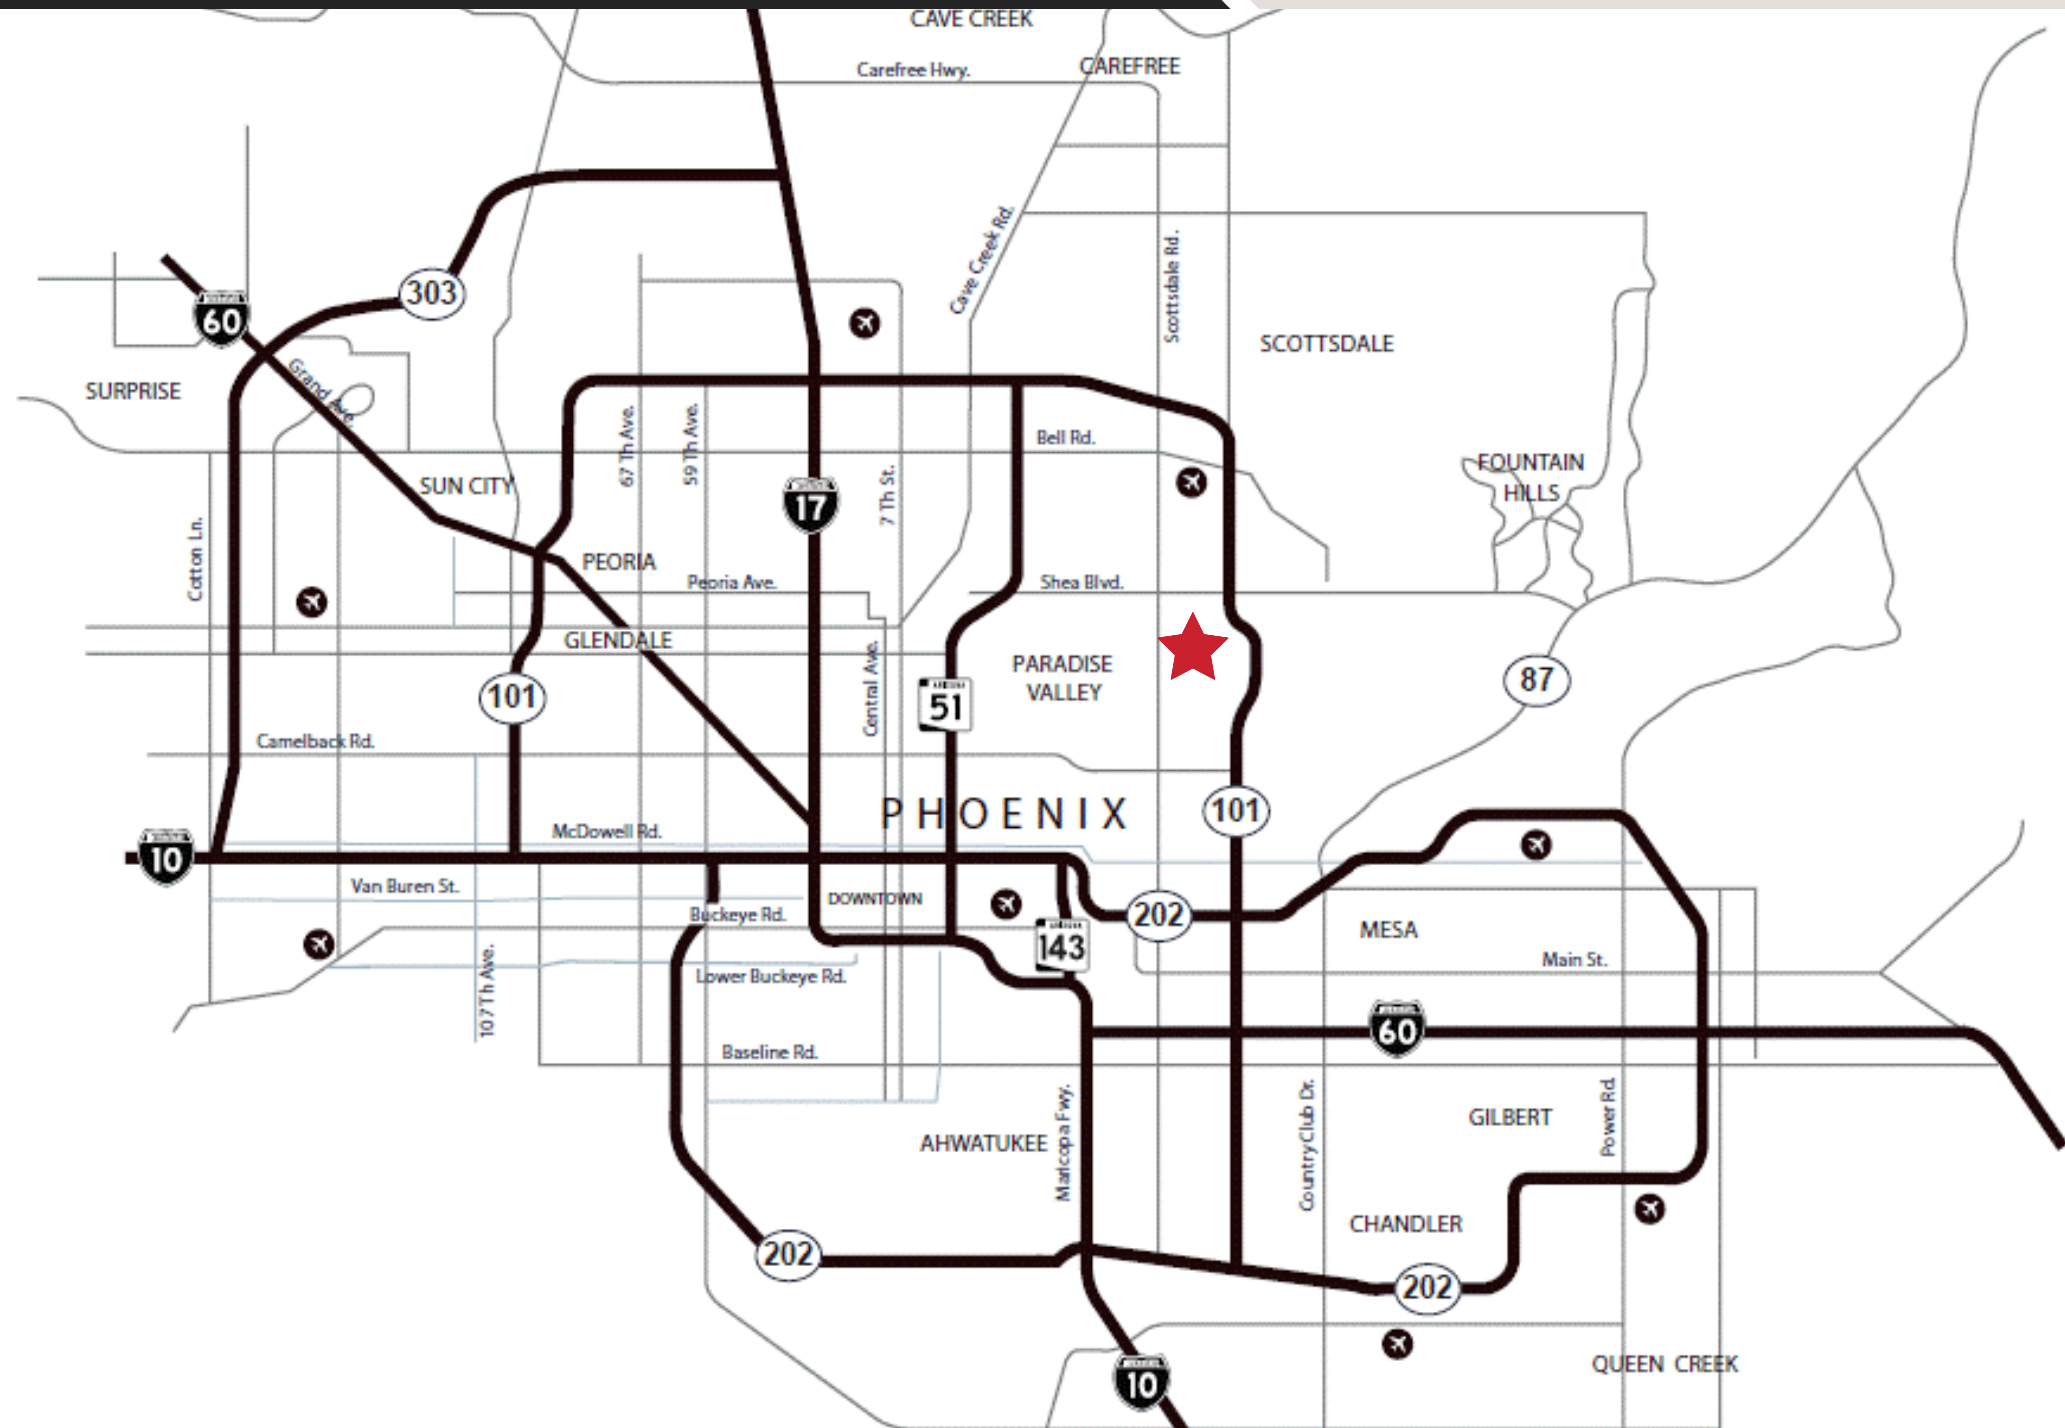 CAVE CREEK
CAREFREE
Carefree Hwy.
Cave Creek Rd.
Scottsdale Rd.
303
60
SCOTTSDALE
SURPRISE
Grand Ave.
67 Th Ave.
59 Th Ave.
Bell Rd.
SUN CITY
17
7 Th St.
FOUNTAIN
HILLS
Cotton Ln.
PEORIA
Peoria Ave.
Shea Blvd.
GLENDALE
PARADISE
VALLEY
101
Central Ave.
51
87
Camelback Rd.
PHOENIX
101
McDowell Rd.
10
Van Buren St.
DOWNTOWN
Buckeye Rd.
202
143
MESA
Main St.
107 Th Ave.
Lower Buckeye Rd.
60
Baseline Rd.
Maricopa Fwy.
Country Club Dr.
Power Rd.
GILBERT
AHWATUKEE
CHANDLER
202
202
QUEEN CREEK
10